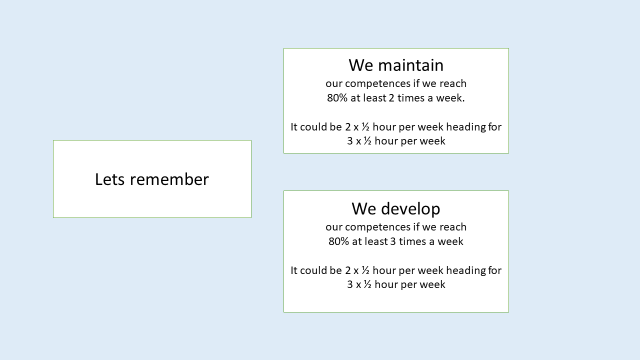 Lets remember
We maintain
our competences if we reach
80% at least 2 times a week.
It could be 2 x ½ hour per week heading for
3 x ½ hour per week
We develop
our competences if we reach
80% at least 3 times a week
It could be 2 x ½ hour per week heading for
3 x ½ hour per week